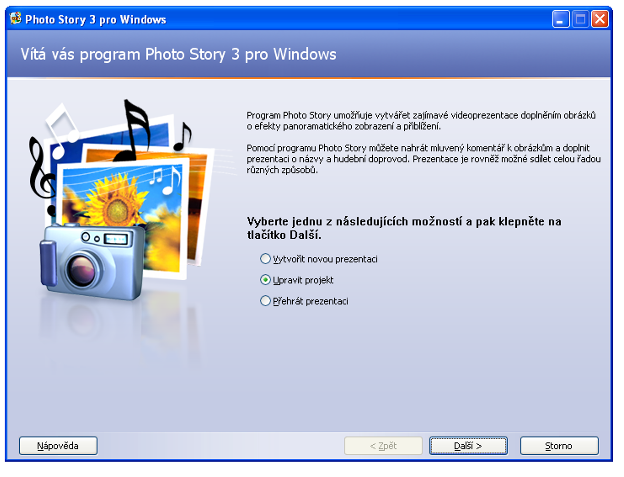 Photo Story 3 pro Windows
Vítá vás program Photo Story 3 pro Windows
Program Photo Story umožňuje vytvářet zajímavé videoprezentace doplněním obrázků
o efekty panoramatického zobrazení a přiblížení.
Pomocí programu Photo Story můžete nahrát mluvený komentář k obrázkům a doplnit
prezentaci o názvy a hudební doprovod. Prezentace je rovněž možné sdílet celou řadou
různých způsobů.
Vyberte jednu z následujících možností a pak klepněte na
tlačítko Další.
Vytvořit novou prezentaci
Upravit projekt
Přehrát prezentaci
Nápověda
< Zpět
Další >
Storno